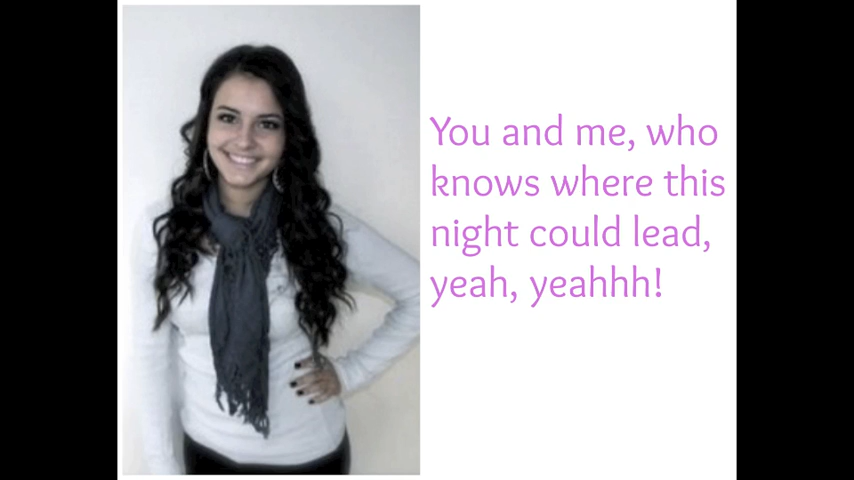 You and me, who
knows where this
night could lead,
yeah, yeahhh!